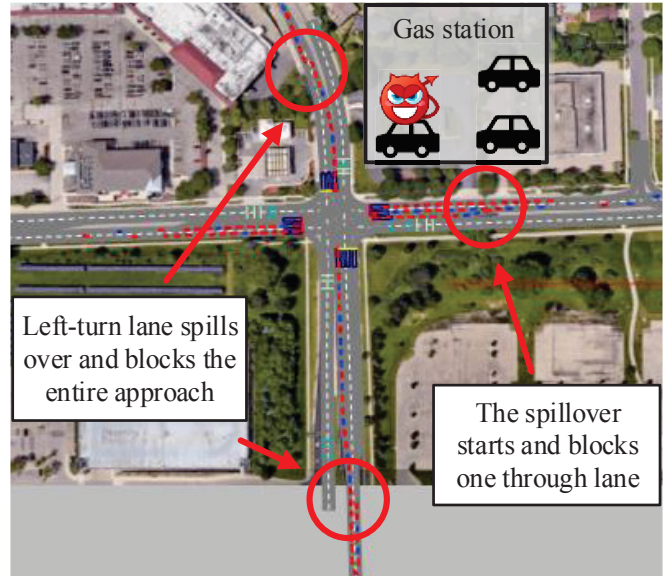 Gas station
Left-turn lane spills
over and blocks the
entire approach
The spillover
starts and blocks
one through lane